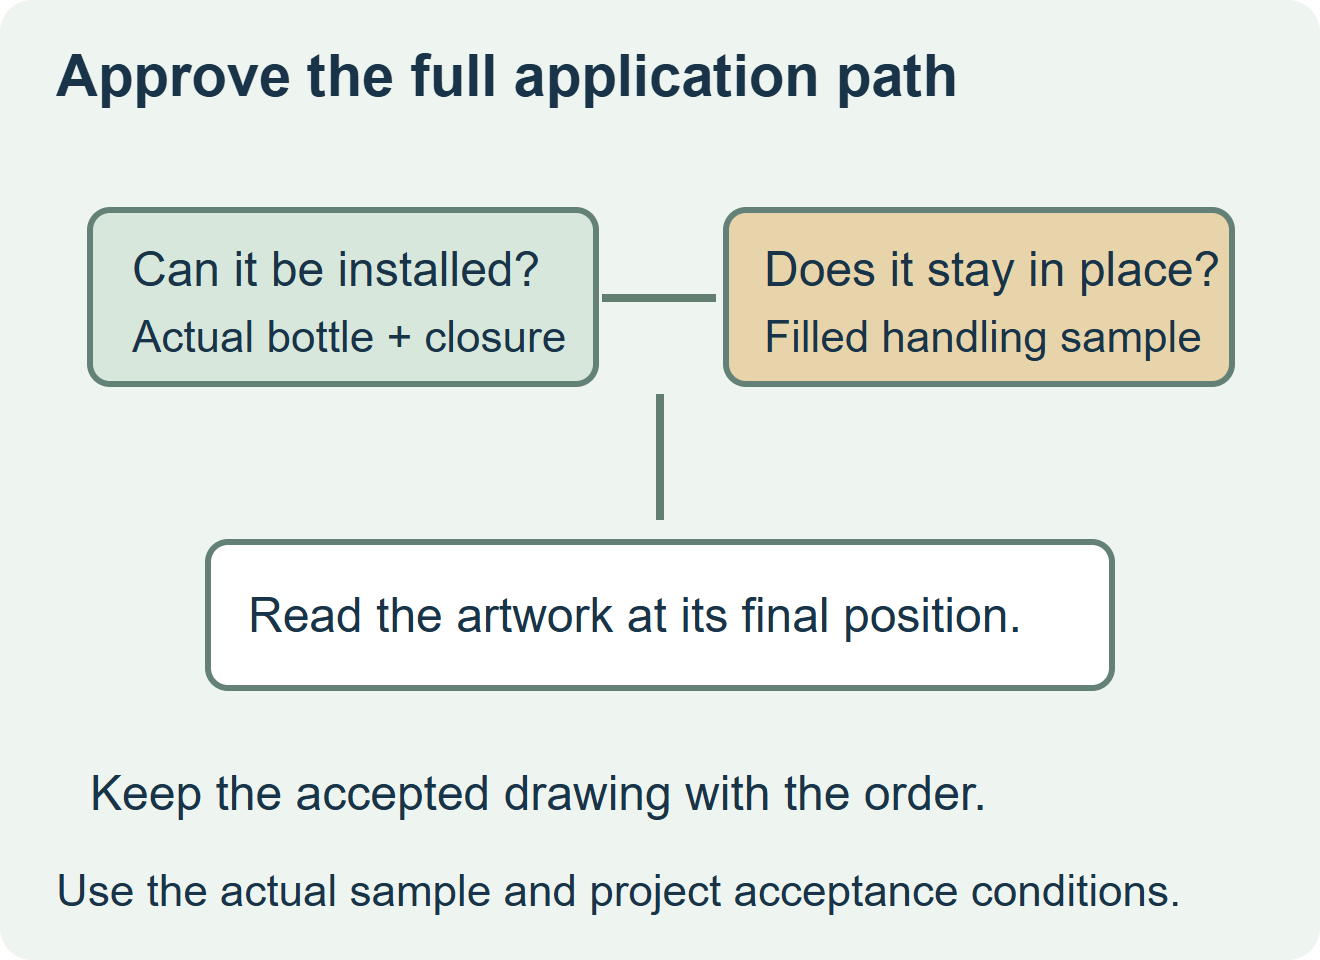 Approve the full application path
Can it be installed?
Actual bottle + closure
Does it stay in place?
Filled handling sample
Read the artwork at its final position.
Keep the accepted drawing with the order.
Use the actual sample and project acceptance conditions.